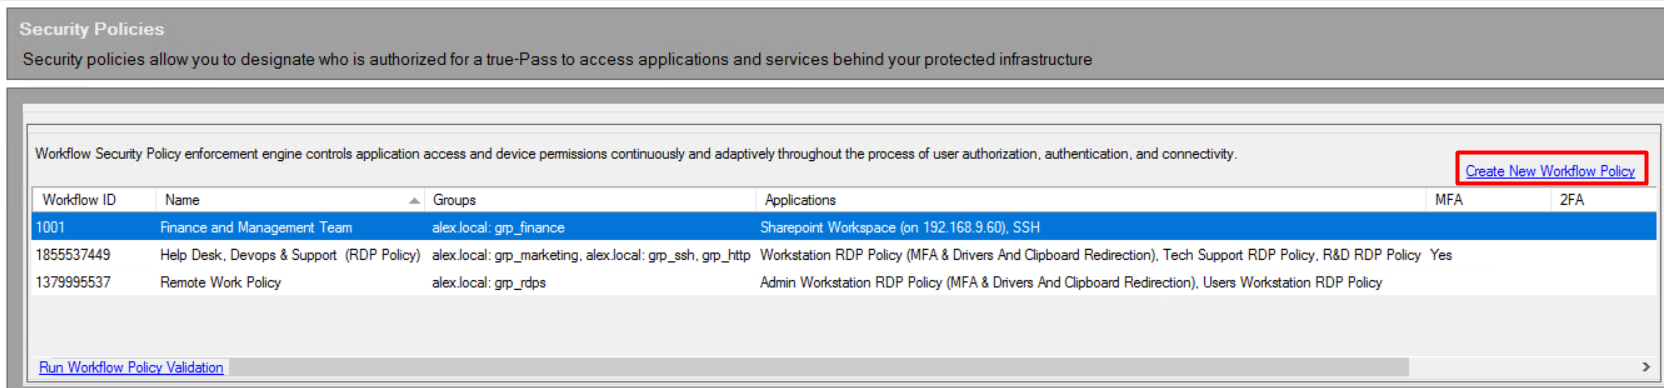 Security Policies
Security policies allow you to designate who is authorized for a true-Pass to access applications and services behind your protected infrastructure
Workflow Security Policy enforcement engine controls application access and device permissions continuously and adaptively throughout the process of user authorization, authentication, and connectivity.
Create New Workflow Policy
Workflow ID Name Groups Applications MFA 2FA
1001 Finance and Management Team alex.local: grp_finance Sharepoint Workspace (on 192.168.9.60), SSH
1855537449 Help Desk, Devops & Support (RDP Policy) alex.local: grp_marketing, alex.local: grp_ssh, grp_http Workstation RDP Policy (MFA & Drivers And Clipboard Redirection), Tech Support RDP Policy, R&D RDP Policy Yes
1379995537 Remote Work Policy alex.local: grp_rdps Admin Workstation RDP Policy (MFA & Drivers And Clipboard Redirection), Users Workstation RDP Policy
Run Workflow Policy Validation